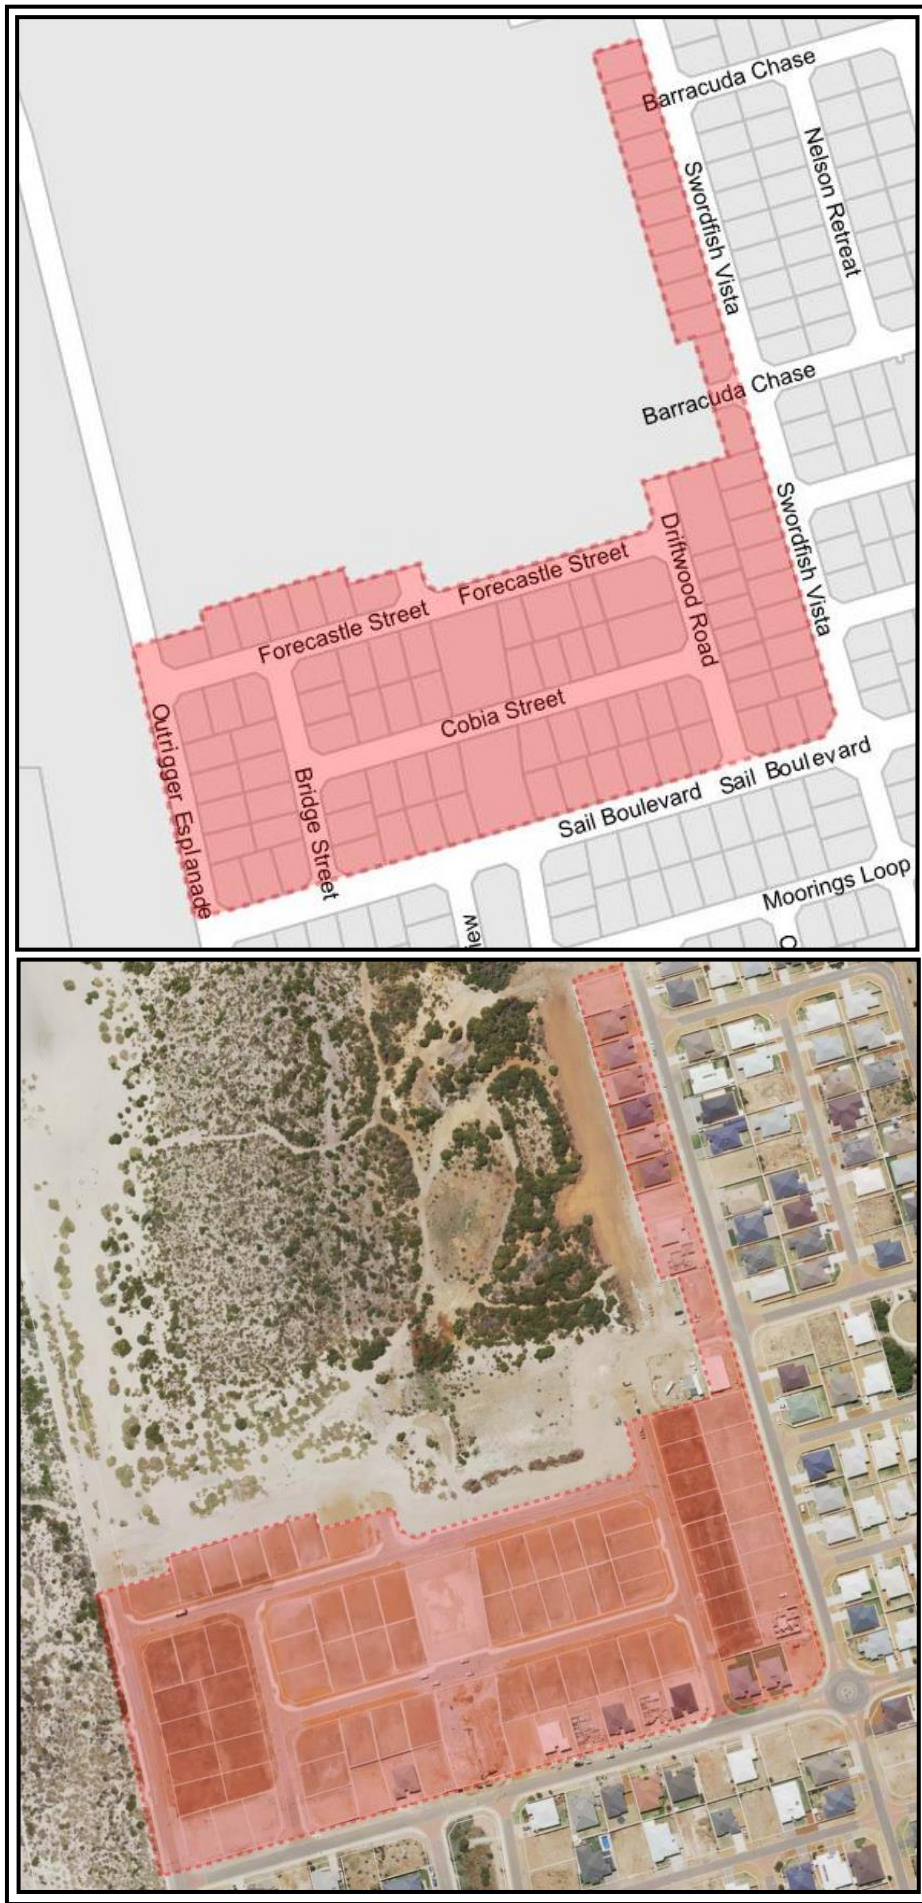 Barracuda Chase
Nelson Retreat
Swordfish Vista
Barracuda Chase
Swordfish Vista
Driftwood Road
Forecastle Street
Forecastle Street
Cobia Street
Outrigger Esplanade
Bridge Street
Sail Boulevard
Sail Boulevard
Moorings Loop
iew